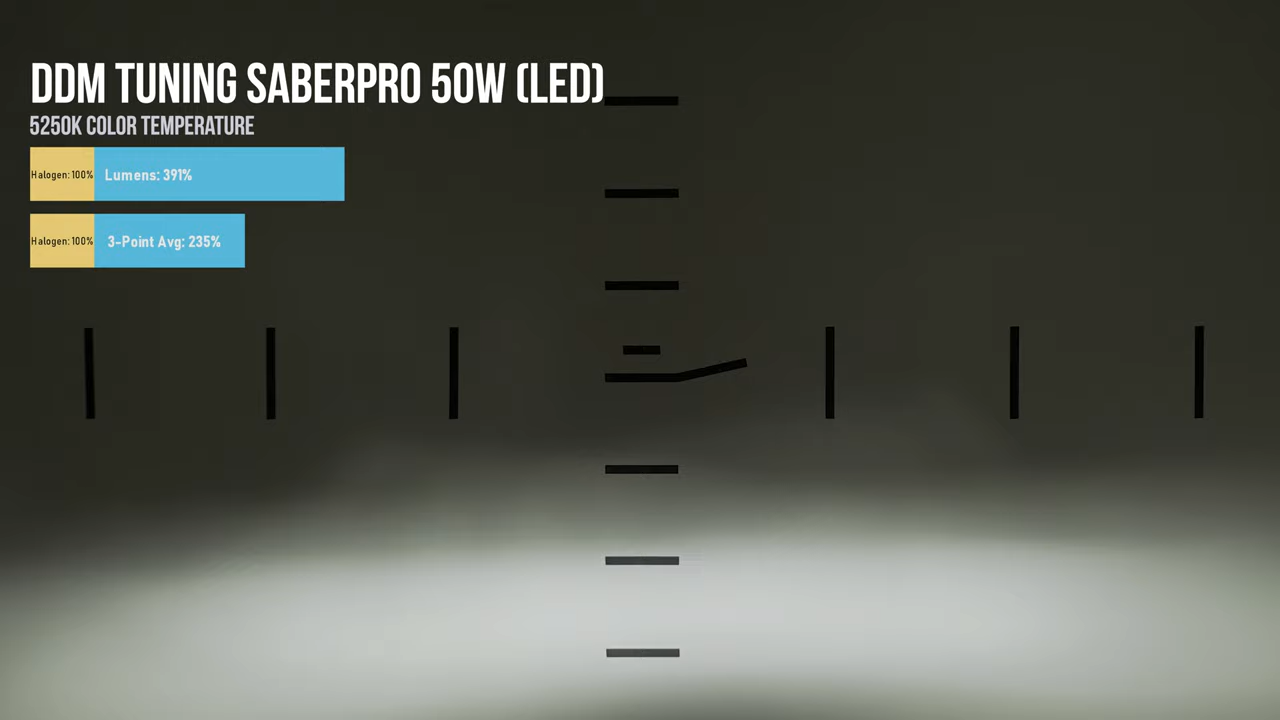 DDM TUNING SABERPRO 50W (LED)
5250K COLOR TEMPERATURE
Halogen: 100% Lumens: 391%
Halogen: 100% 3-Point Avg: 235%